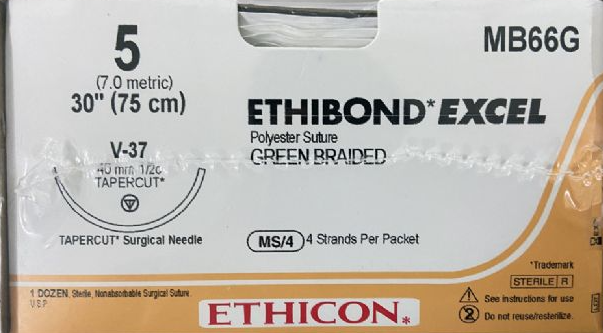 5
(7.0 metric)
30" (75 cm)
MB66G
ETHIBOND* EXCEL
Polyester Suture
GREEN BRAIDED
V-37
40 mm 1/2c
TAPERCUT*
TAPERCUT* Surgical Needle
MS/4 4 Strands Per Packet
*Trademark
STERILE R
1 DOZEN Sterile, Nonabsorbable Surgical Suture
U.S.P.
See instructions for use
2 Do not reuse/resterilize.
ETHICON*